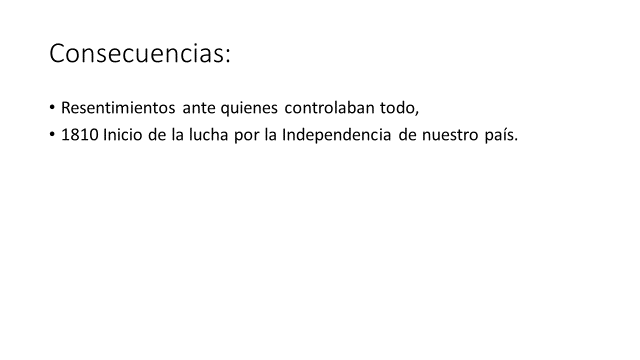 Consecuencias:
• Resentimientos ante quienes controlaban todo,
• 1810 Inicio de la lucha por la Independencia de nuestro país.